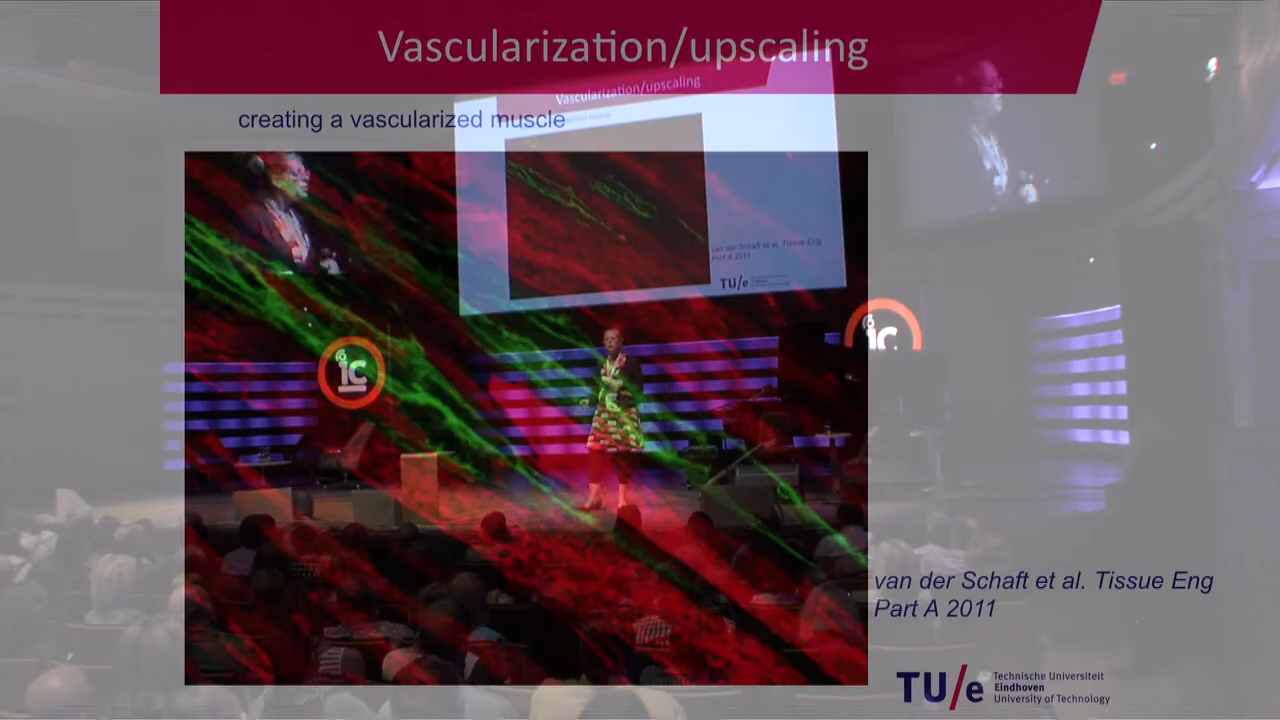 Vascularization/upscaling
creating a vascularized muscle
Vascularization/upscaling
van der Schaft et al. Tissue Eng
Part A 2011
TU/e
IC
IC
van der Schaft et al. Tissue Eng
Part A 2011
TU/e Technische Universiteit
Eindhoven
University of Technology